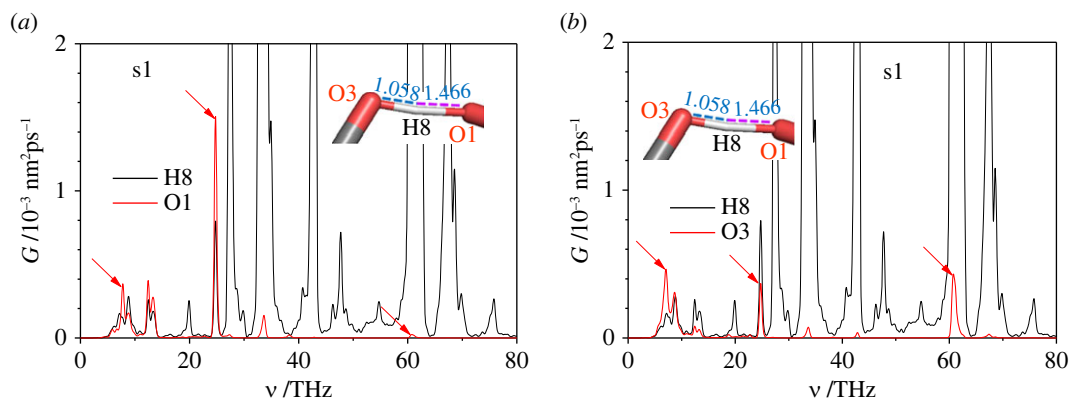 (a)
2
s1
O3
1.058
1.466
H8
O1
H8
O1
1
0
G /10⁻³ nm²ps⁻¹
0 20 40 60 80
ν /THz
(b)
2
s1
O3
1.058
1.466
H8
O1
H8
O3
1
0
G /10⁻³ nm²ps⁻¹
0 20 40 60 80
ν /THz